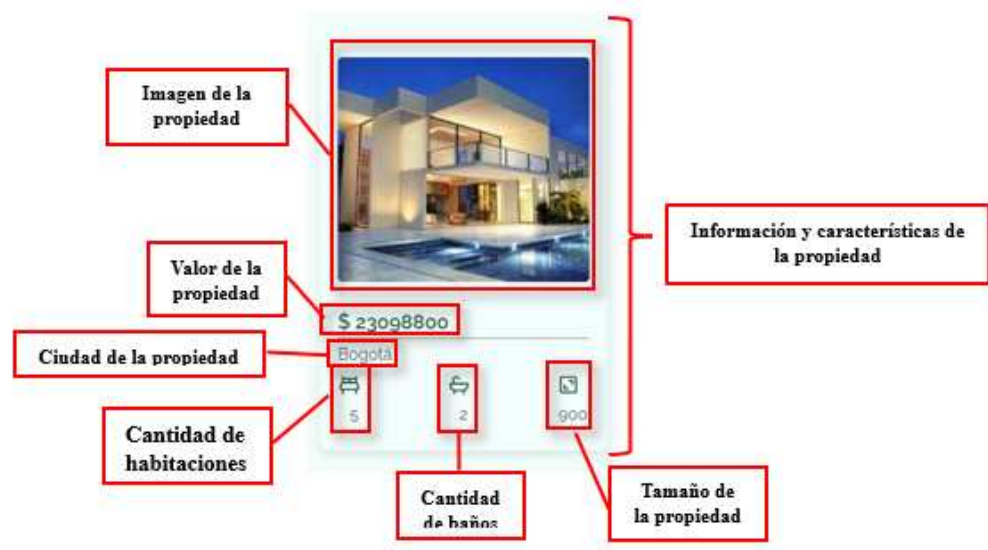 Imagen de la
propiedad
Información y características de
la propiedad
Valor de la
propiedad
$ 23098800
Ciudad de la propiedad
Bogotá
5
2
900
Cantidad de
habitaciones
Cantidad
de baños
Tamaño de
la propiedad